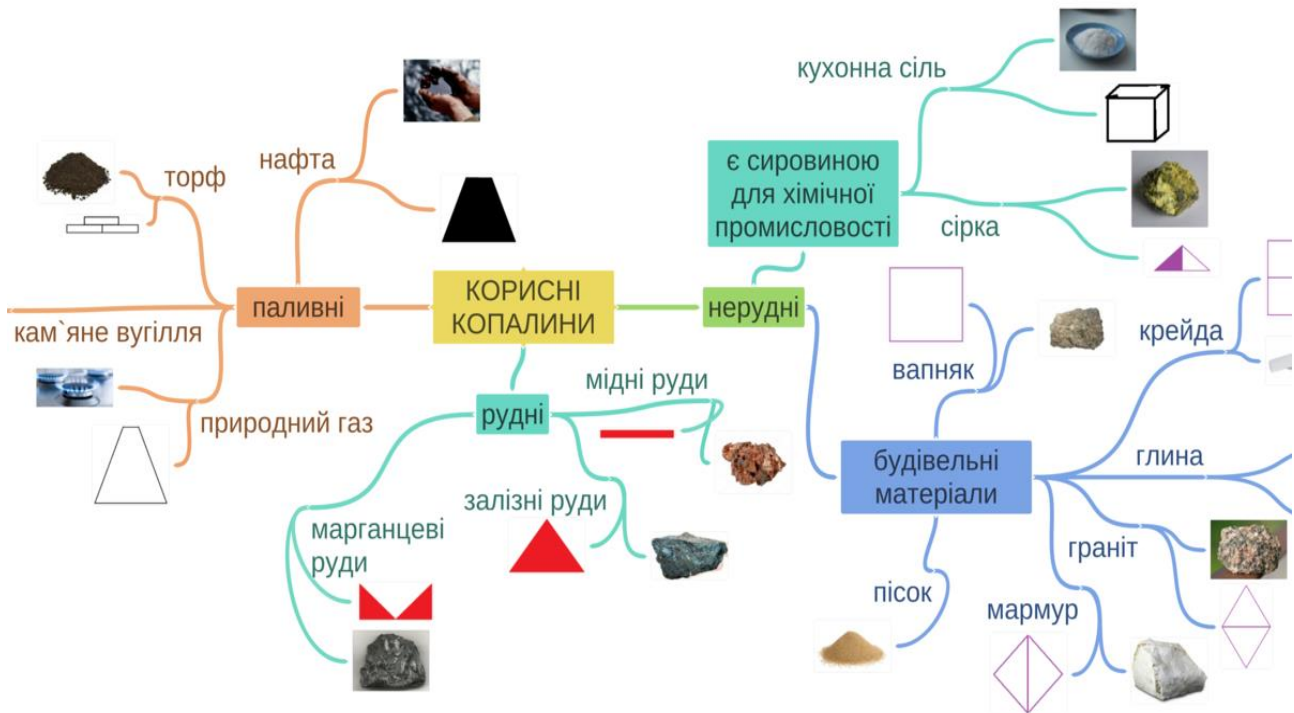 КОРИСНІ
КОПАЛИНИ
паливні
нафта
торф
кам`яне вугілля
природний газ
рудні
мідні руди
залізні руди
марганцеві
руди
нерудні
є сировиною
для хімічної
промисловості
кухонна сіль
сірка
будівельні
матеріали
вапняк
крейда
глина
граніт
мармур
пісок